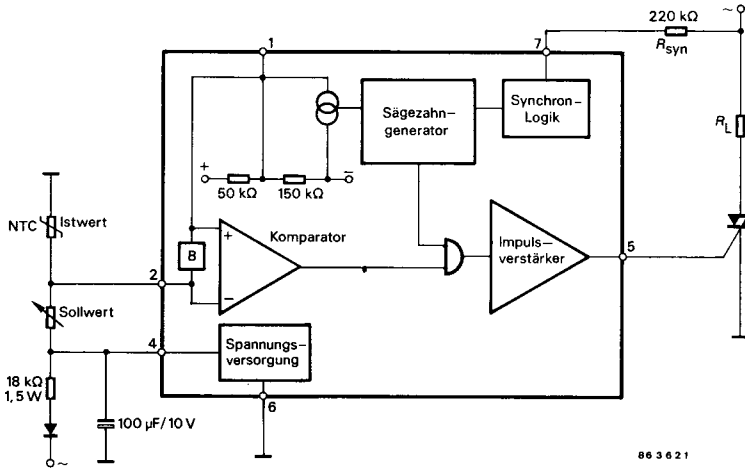 ~
220 kΩ
1
7
Rsyn
Sägezahn-
generator
Synchron-
Logik
RL
+
–
50 kΩ
150 kΩ
NTC
Istwert
+
Komparator
8
Impuls-
verstärker
5
2
–
Sollwert
4
Spannungs-
versorgung
18 kΩ
1,5 W
6
100 µF/10 V
~
863621